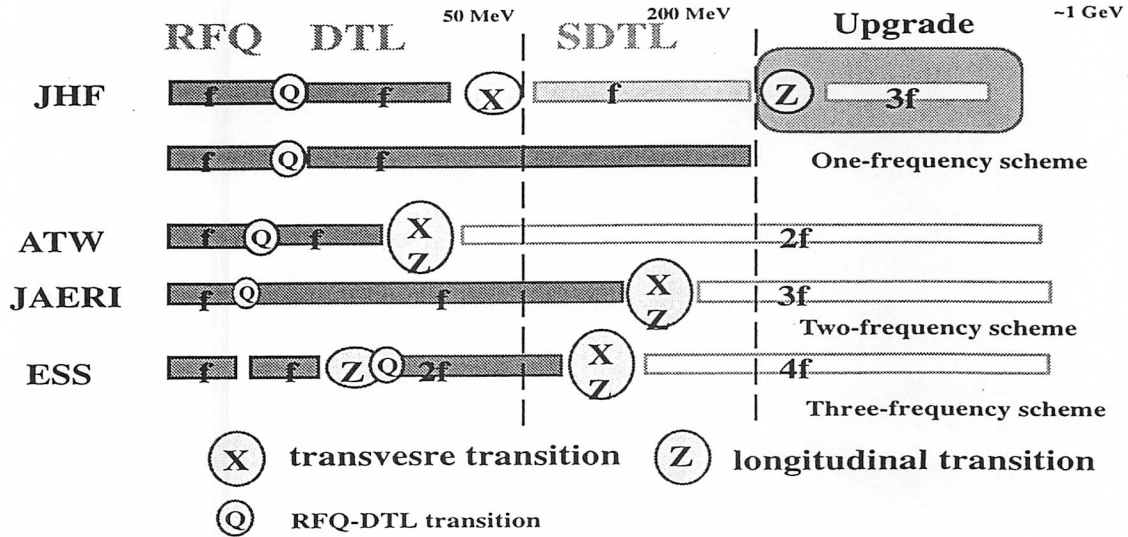 50 MeV 200 MeV ~1 GeV
RFQ DTL SDTL Upgrade
JHF f Q f X f Z 3f
f Q f One-frequency scheme
ATW f Q f X Z 2f
JAERI f Q f X Z 3f
Two-frequency scheme
ESS f f Z Q 2f X Z 4f
Three-frequency scheme
X transvesre transition Z longitudinal transition
Q RFQ-DTL transition